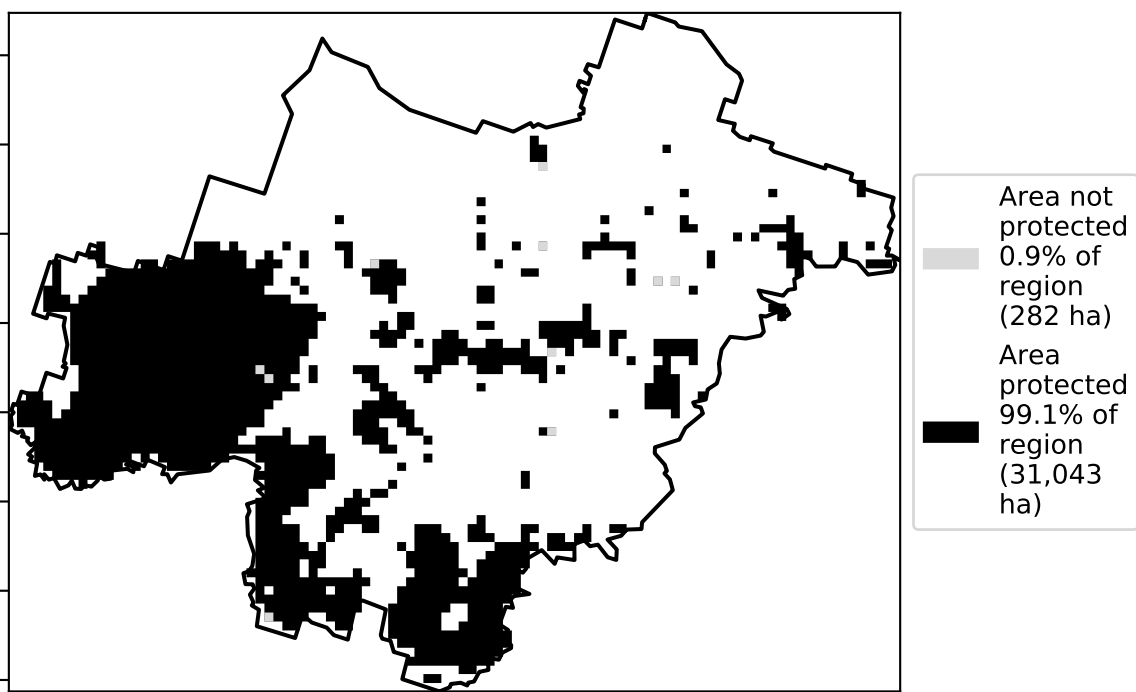 Area not
protected
0.9% of
region
(282 ha)
Area
protected
99.1% of
region
(31,043
ha)